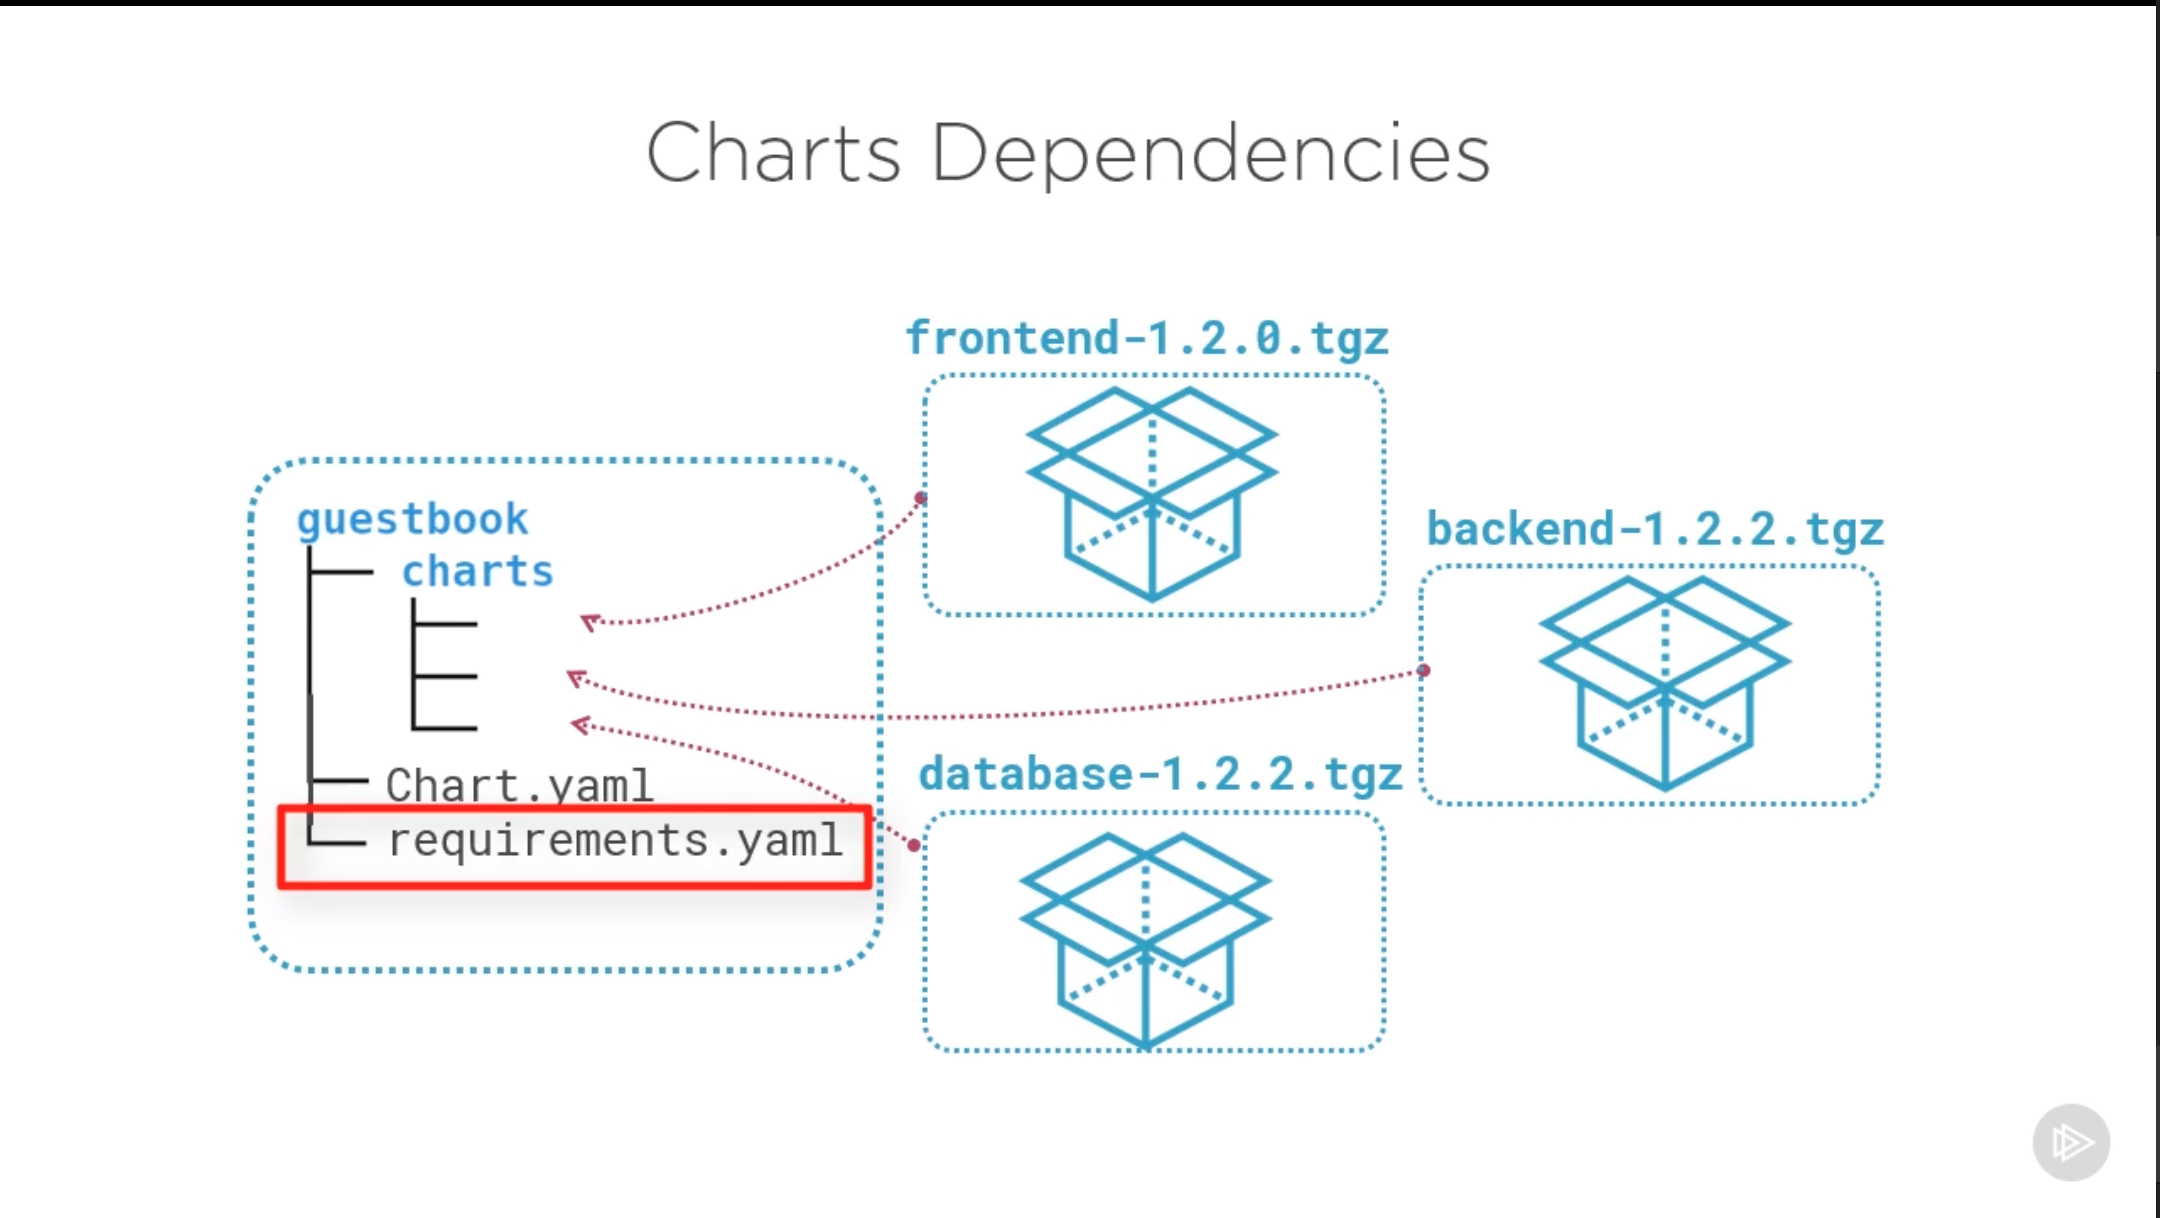 Charts Dependencies
frontend-1.2.0.tgz
guestbook
charts
Chart.yaml
requirements.yaml
backend-1.2.2.tgz
database-1.2.2.tgz